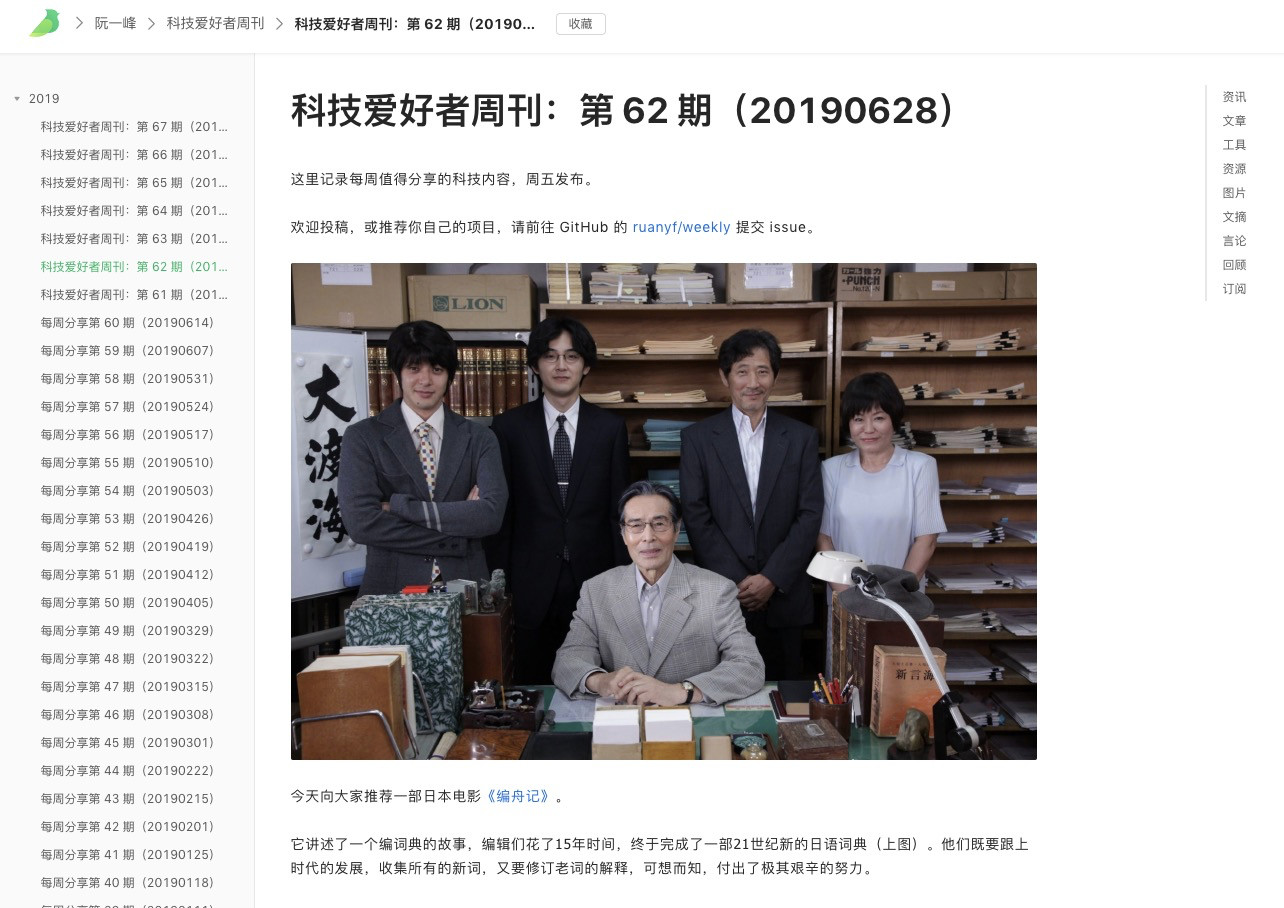 阮一峰 > 科技爱好者周刊 > 科技爱好者周刊：第 62 期（20190... 收藏
2019
科技爱好者周刊：第 67 期（201...
科技爱好者周刊：第 66 期（201...
科技爱好者周刊：第 65 期（201...
科技爱好者周刊：第 64 期（201...
科技爱好者周刊：第 63 期（201...
科技爱好者周刊：第 62 期（201...
科技爱好者周刊：第 61 期（201...
每周分享第 60 期（20190614）
每周分享第 59 期（20190607）
每周分享第 58 期（20190531）
每周分享第 57 期（20190524）
每周分享第 56 期（20190517）
每周分享第 55 期（20190510）
每周分享第 54 期（20190503）
每周分享第 53 期（20190426）
每周分享第 52 期（20190419）
每周分享第 51 期（20190412）
每周分享第 50 期（20190405）
每周分享第 49 期（20190329）
每周分享第 48 期（20190322）
每周分享第 47 期（20190315）
每周分享第 46 期（20190308）
每周分享第 45 期（20190301）
每周分享第 44 期（20190222）
每周分享第 43 期（20190215）
每周分享第 42 期（20190201）
每周分享第 41 期（20190125）
每周分享第 40 期（20190118）
科技爱好者周刊：第 62 期（20190628）
这里记录每周值得分享的科技内容，周五发布。
欢迎投稿，或推荐你自己的项目，请前往 GitHub 的 ruanyf/weekly 提交 issue。
LION
PUNCH
大渡海
新言海
今天向大家推荐一部日本电影《编舟记》。
它讲述了一个编词典的故事，编辑们花了15年时间，终于完成了一部21世纪新的日语词典（上图）。他们既要跟上
时代的发展，收集所有的新词，又要修订老词的解释，可想而知，付出了极其艰辛的努力。
资讯
文章
工具
资源
图片
文摘
言论
回顾
订阅